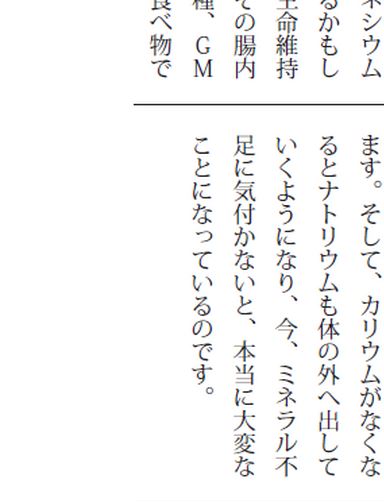 ネシウム
るかもし
生命維持
その腸内
種、GM
食べ物で
ます。そして、カリウムがなくな
るとナトリウムも体の外へ出して
いくようになり、今、ミネラル不
足に気付かないと、本当に大変な
ことになっているのです。